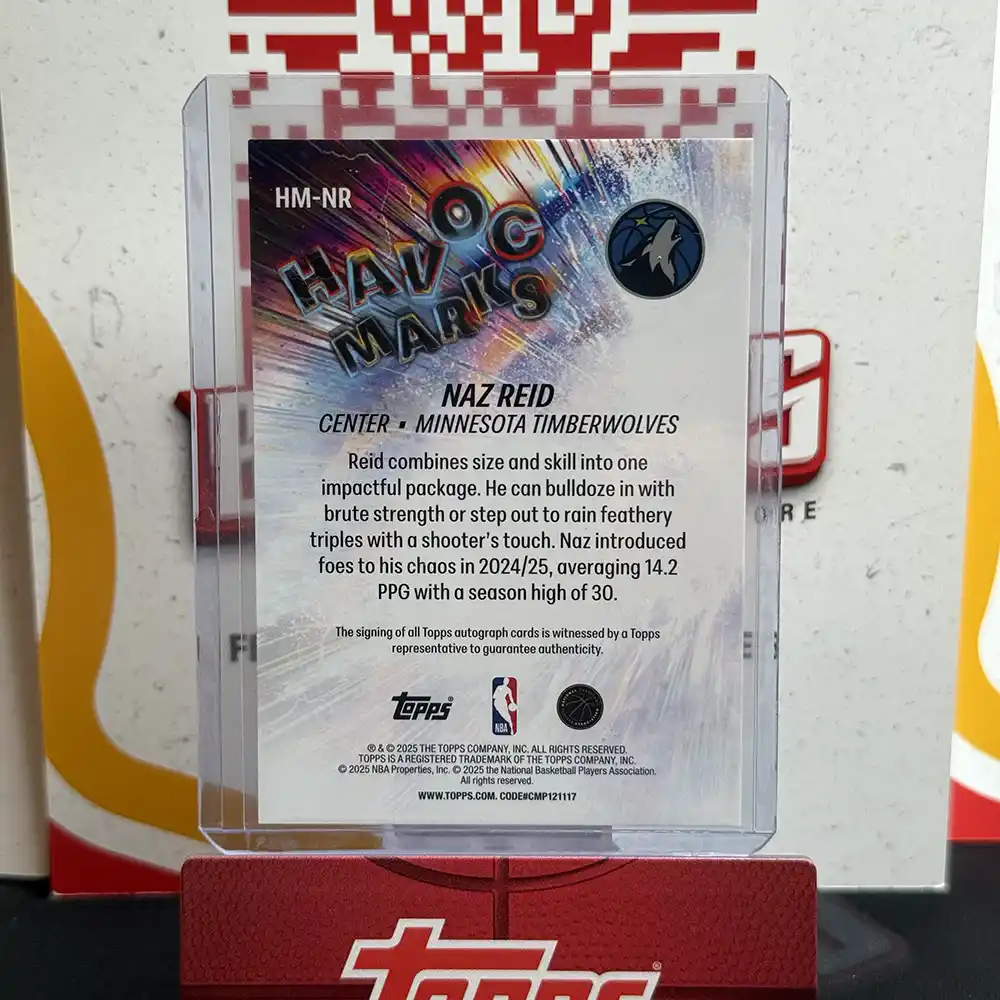 HM-NR
HAVOC
MARKS
NAZ REID
CENTER ▪ MINNESOTA TIMBERWOLVES
Reid combines size and skill into one
impactful package. He can bulldoze in with
brute strength or step out to rain feathery
triples with a shooter's touch. Naz introduced
foes to his chaos in 2024/25, averaging 14.2
PPG with a season high of 30.
The signing of all Topps autograph cards is witnessed by a Topps
representative to guarantee authenticity.
Topps®
NBA
® & © 2025 THE TOPPS COMPANY, INC. ALL RIGHTS RESERVED.
TOPPS IS A REGISTERED TRADEMARK OF THE TOPPS COMPANY, INC.
© 2025 NBA Properties, Inc. © 2025 the National Basketball Players Association.
All rights reserved.
WWW.TOPPS.COM. CODE#CMP121117
Topps®